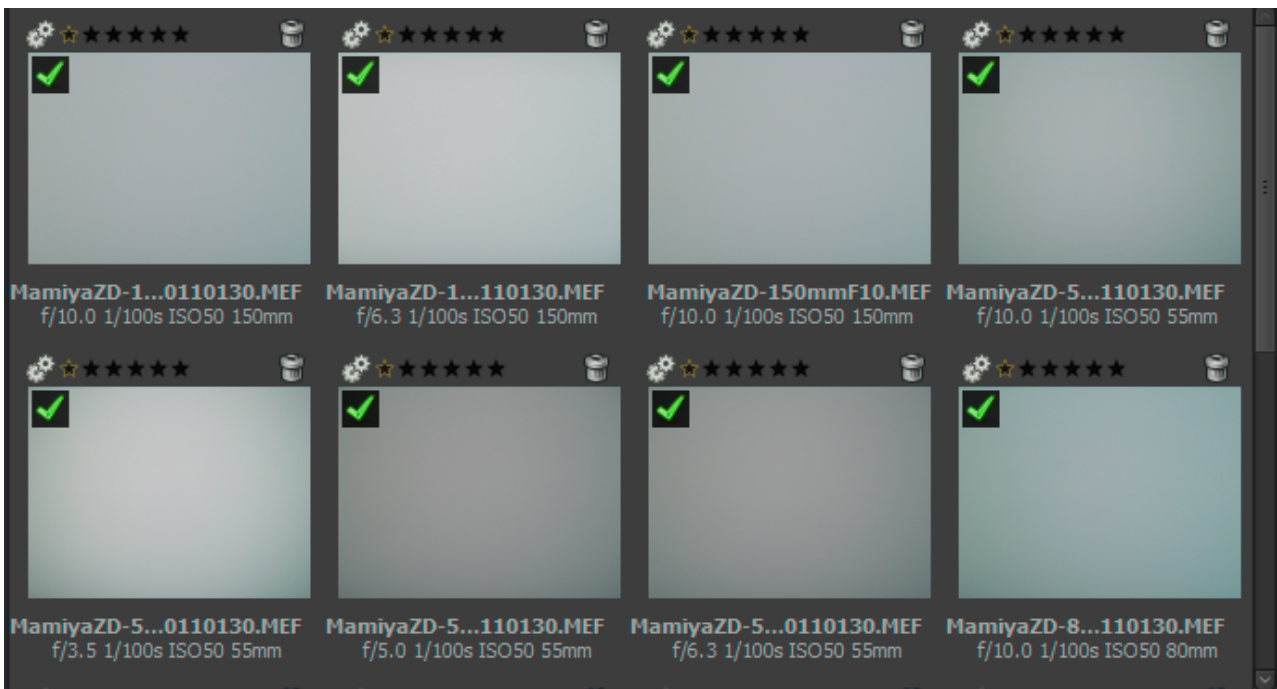 MamiyaZD-1...0110130.MEF
f/10.0 1/100s ISO50 150mm
MamiyaZD-1...110130.MEF
f/6.3 1/100s ISO50 150mm
MamiyaZD-150mmF10.MEF
f/10.0 1/100s ISO50 150mm
MamiyaZD-5...110130.MEF
f/10.0 1/100s ISO50 55mm
MamiyaZD-5...0110130.MEF
f/3.5 1/100s ISO50 55mm
MamiyaZD-5...110130.MEF
f/5.0 1/100s ISO50 55mm
MamiyaZD-5...0110130.MEF
f/6.3 1/100s ISO50 55mm
MamiyaZD-8...110130.MEF
f/10.0 1/100s ISO50 80mm